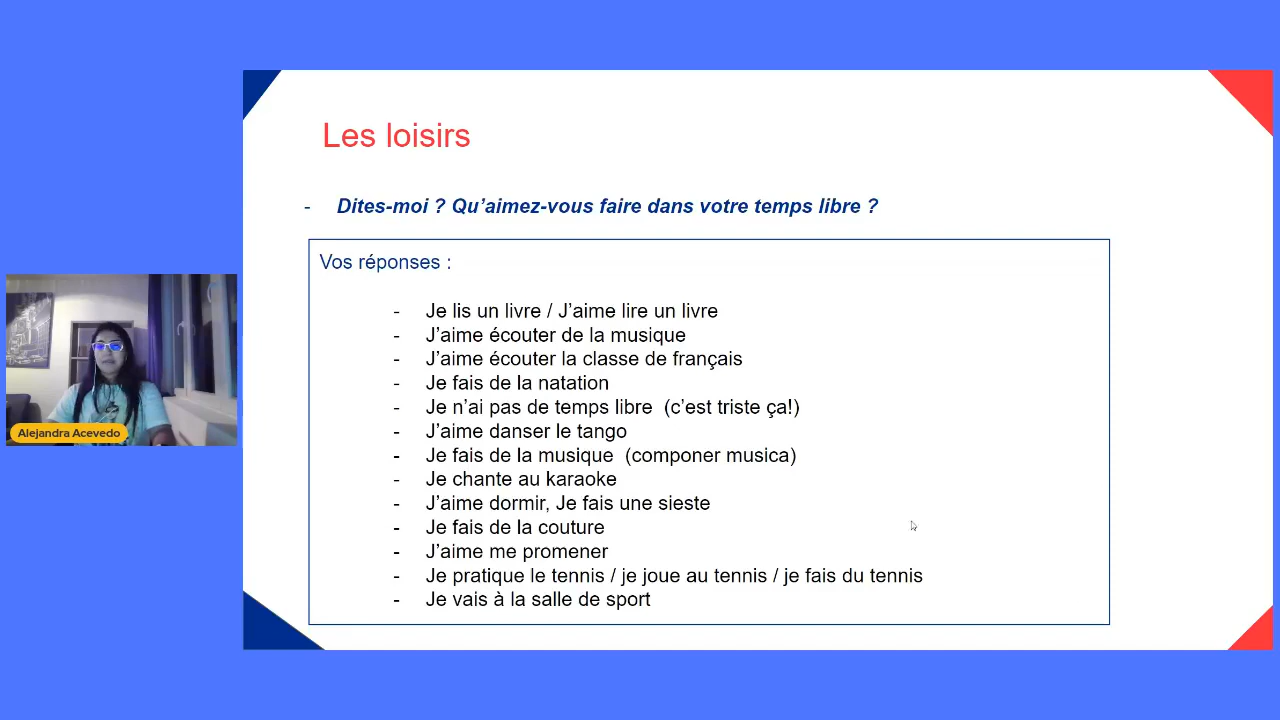 Les loisirs
- Dites-moi ? Qu'aimez-vous faire dans votre temps libre ?
Vos réponses :
- Je lis un livre / J'aime lire un livre
- J'aime écouter de la musique
- J'aime écouter la classe de français
- Je fais de la natation
- Je n'ai pas de temps libre (c'est triste ça!)
- J'aime danser le tango
- Je fais de la musique (componer musica)
- Je chante au karaoke
- J'aime dormir, Je fais une sieste
- Je fais de la couture
- J'aime me promener
- Je pratique le tennis / je joue au tennis / je fais du tennis
- Je vais à la salle de sport
Alejandra Acevedo